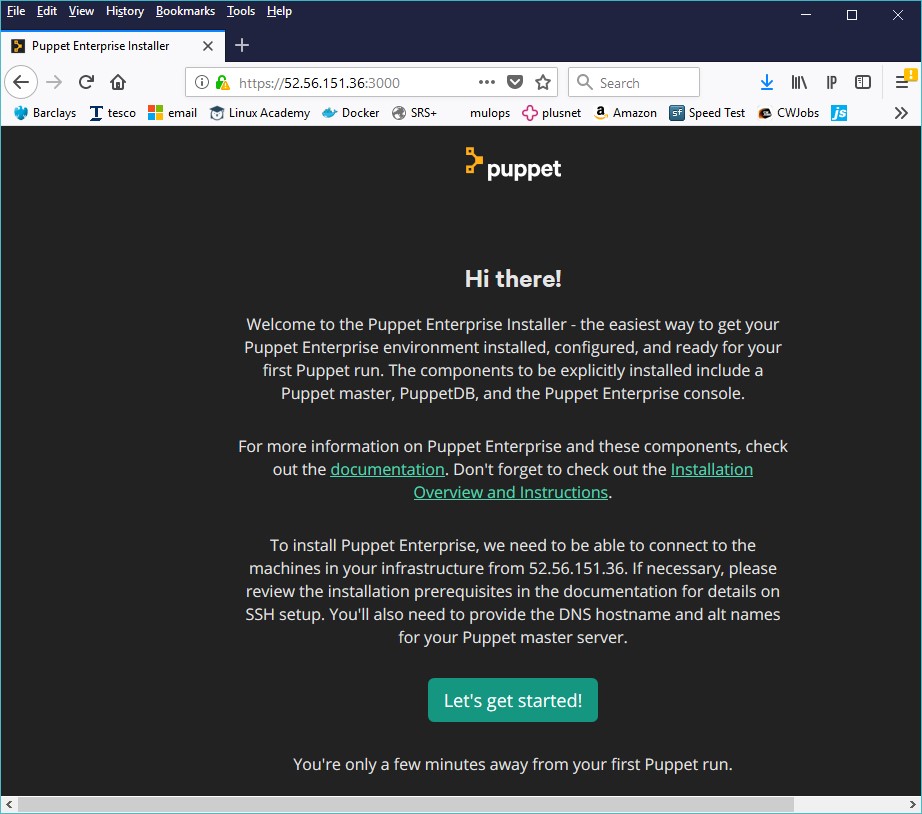 File Edit View History Bookmarks Tools Help
Puppet Enterprise Installer
https://52.56.151.36:3000
Search
Barclays tesco email Linux Academy Docker SRS+ mulops plusnet Amazon sf Speed Test CWJobs js
puppet
Hi there!
Welcome to the Puppet Enterprise Installer - the easiest way to get your
Puppet Enterprise environment installed, configured, and ready for your
first Puppet run. The components to be explicitly installed include a
Puppet master, PuppetDB, and the Puppet Enterprise console.
For more information on Puppet Enterprise and these components, check
out the documentation. Don't forget to check out the Installation
Overview and Instructions.
To install Puppet Enterprise, we need to be able to connect to the
machines in your infrastructure from 52.56.151.36. If necessary, please
review the installation prerequisites in the documentation for details on
SSH setup. You'll also need to provide the DNS hostname and alt names
for your Puppet master server.
Let's get started!
You're only a few minutes away from your first Puppet run.